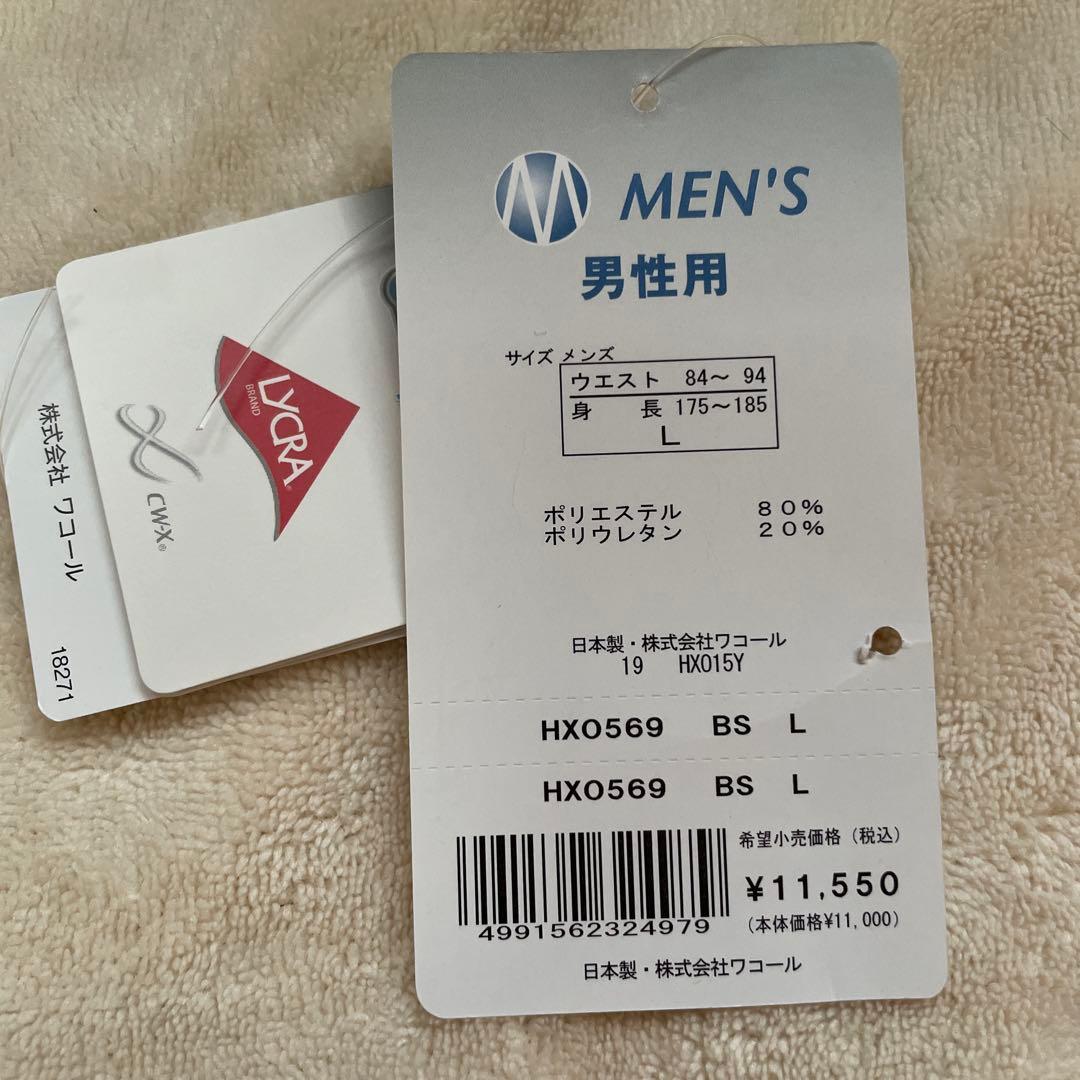 MEN'S
男性用
サイズ メンズ
ウエスト 84〜 94
身 長 175〜185
L
ポリエステル 80%
ポリウレタン 20%
日本製・株式会社ワコール
19 HX015Y
HXO569 BS L
HXO569 BS L
希望小売価格（税込）
¥11,550
（本体価格¥11,000）
4991562324979
日本製・株式会社ワコール
LYCRA®
BRAND
CW-X®
株式会社 ワコール
18271